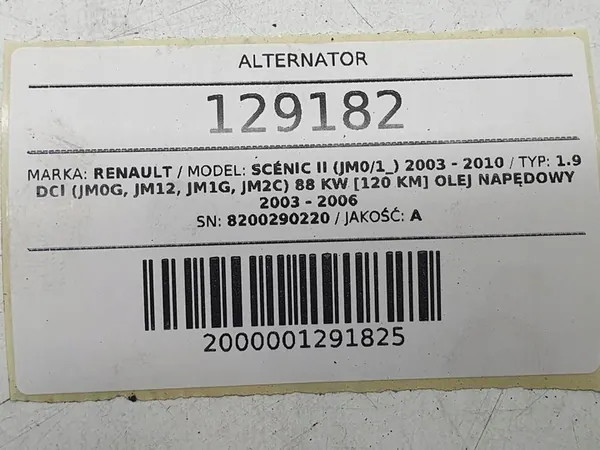 ALTERNATOR
129182
MARKA: RENAULT / MODEL: SCÉNIC II (JM0/1_) 2003 - 2010 / TYP: 1.9
DCI (JM0G, JM12, JM1G, JM2C) 88 KW [120 KM] OLEJ NAPĘDOWY
2003 - 2006
SN: 8200290220 / JAKOŚĆ: A
2000001291825